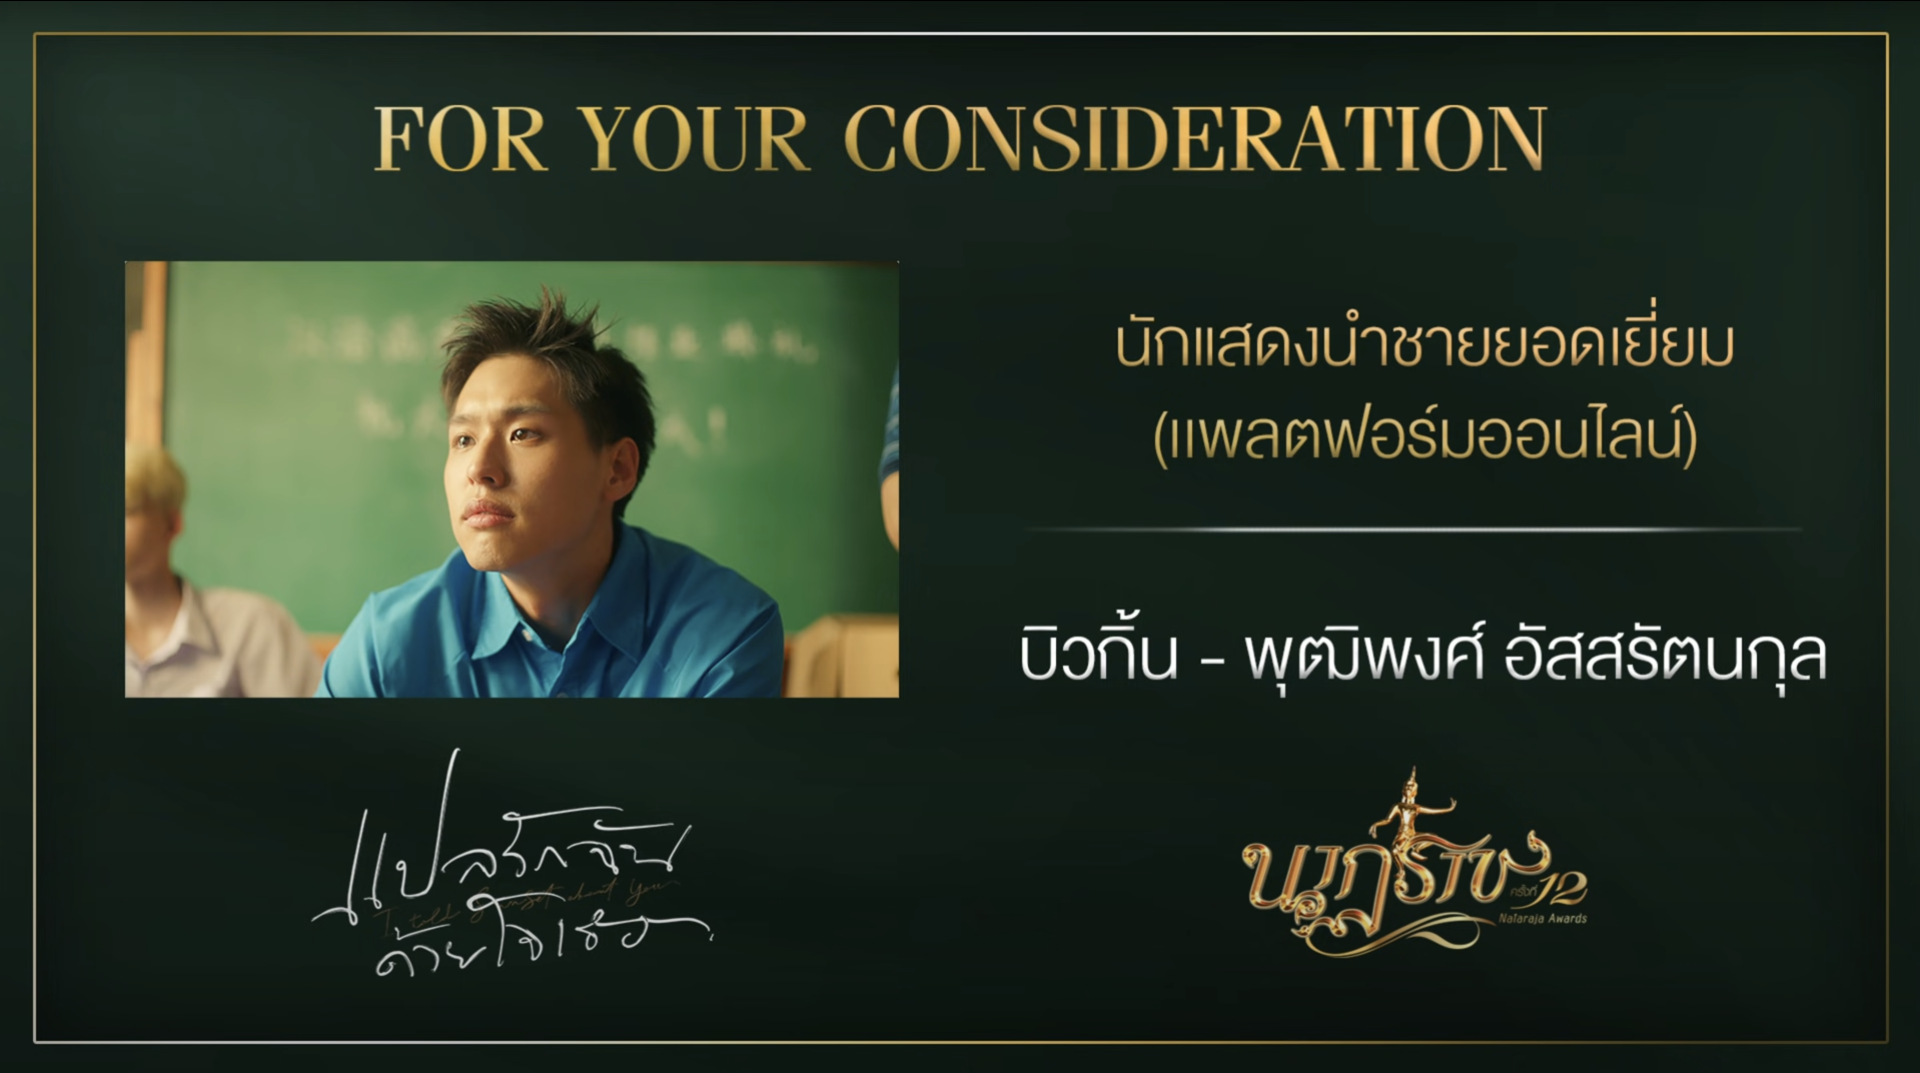 FOR YOUR CONSIDERATION
นักแสดงนำชายยอดเยี่ยม
(แพลตฟอร์มออนไลน์)
บิวกิ้น - พุฒิพงศ์ อัสสรัตนกุล
แปลรักฉัน
I told Sunset about You
ด้วยใจเธอ
นาฏราช
ครั้งที่ 12
Nataraja Awards